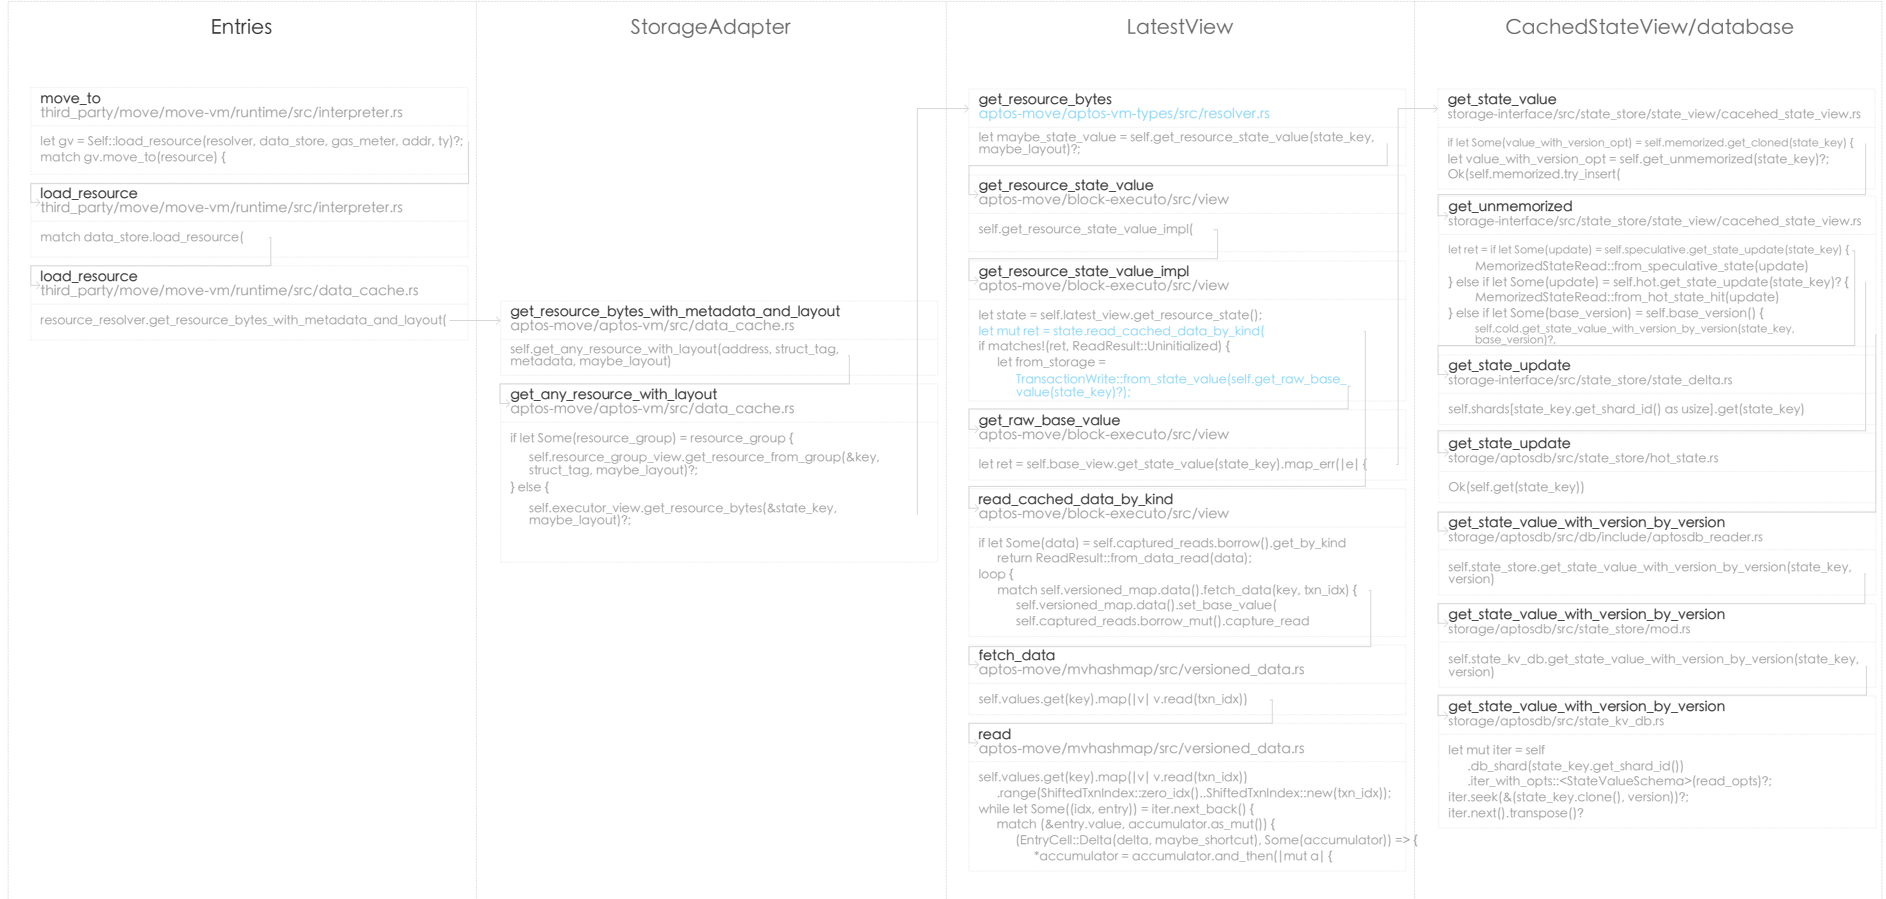 Entries
move_to
third_party/move/move-vm/runtime/src/interpreter.rs
let gv = Self::load_resource(resolver, data_store, gas_meter, addr, ty)?;
match gv.move_to(resource) {
load_resource
third_party/move/move-vm/runtime/src/interpreter.rs
match data_store.load_resource(
load_resource
third_party/move/move-vm/runtime/src/data_cache.rs
resource_resolver.get_resource_bytes_with_metadata_and_layout(
StorageAdapter
get_resource_bytes_with_metadata_and_layout
aptos-move/aptos-vm/src/data_cache.rs
self.get_any_resource_with_layout(address, struct_tag,
metadata, maybe_layout)
get_any_resource_with_layout
aptos-move/aptos-vm/src/data_cache.rs
if let Some(resource_group) = resource_group {
self.resource_group_view.get_resource_from_group(&key,
struct_tag, maybe_layout)?;
} else {
self.executor_view.get_resource_bytes(&state_key,
maybe_layout)?;
LatestView
get_resource_bytes
aptos-move/aptos-vm-types/src/resolver.rs
let maybe_state_value = self.get_resource_state_value(state_key,
maybe_layout)?;
get_resource_state_value
aptos-move/block-executo/src/view
self.get_resource_state_value_impl(
get_resource_state_value_impl
aptos-move/block-executo/src/view
let state = self.latest_view.get_resource_state();
let mut ret = state.read_cached_data_by_kind(
if matches!(ret, ReadResult::Uninitialized) {
let from_storage =
TransactionWrite::from_state_value(self.get_raw_base_
value(state_key)?);
get_raw_base_value
aptos-move/block-executo/src/view
let ret = self.base_view.get_state_value(state_key).map_err(|e| {
read_cached_data_by_kind
aptos-move/block-executo/src/view
if let Some(data) = self.captured_reads.borrow().get_by_kind
return ReadResult::from_data_read(data);
loop {
match self.versioned_map.data().fetch_data(key, txn_idx) {
self.versioned_map.data().set_base_value(
self.captured_reads.borrow_mut().capture_read
fetch_data
aptos-move/mvhashmap/src/versioned_data.rs
self.values.get(key).map(|v| v.read(txn_idx))
read
aptos-move/mvhashmap/src/versioned_data.rs
self.values.get(key).map(|v| v.read(txn_idx))
.range(ShiftedTxnIndex::zero_idx()..ShiftedTxnIndex::new(txn_idx));
while let Some((idx, entry)) = iter.next_back() {
match (&entry.value, accumulator.as_mut()) {
(EntryCell::Delta(delta, maybe_shortcut), Some(accumulator)) => {
*accumulator = accumulator.and_then(|mut a| {
CachedStateView/database
get_state_value
storage-interface/src/state_store/state_view/cacehed_state_view.rs
if let Some(value_with_version_opt) = self.memorized.get_cloned(state_key) {
let value_with_version_opt = self.get_unmemorized(state_key)?;
Ok(self.memorized.try_insert(
get_unmemorized
storage-interface/src/state_store/state_view/cacehed_state_view.rs
let ret = if let Some(update) = self.speculative.get_state_update(state_key) {
MemorizedStateRead::from_speculative_state(update)
} else if let Some(update) = self.hot.get_state_update(state_key)? {
MemorizedStateRead::from_hot_state_hit(update)
} else if let Some(base_version) = self.base_version() {
self.cold.get_state_value_with_version_by_version(state_key,
base_version)?,
get_state_update
storage-interface/src/state_store/state_delta.rs
self.shards[state_key.get_shard_id() as usize].get(state_key)
get_state_update
storage/aptosdb/src/state_store/hot_state.rs
Ok(self.get(state_key))
get_state_value_with_version_by_version
storage/aptosdb/src/db/include/aptosdb_reader.rs
self.state_store.get_state_value_with_version_by_version(state_key,
version)
get_state_value_with_version_by_version
storage/aptosdb/src/state_store/mod.rs
self.state_kv_db.get_state_value_with_version_by_version(state_key,
version)
get_state_value_with_version_by_version
storage/aptosdb/src/state_kv_db.rs
let mut iter = self
.db_shard(state_key.get_shard_id())
.iter_with_opts::<StateValueSchema>(read_opts)?;
iter.seek(&(state_key.clone(), version))?;
iter.next().transpose()?